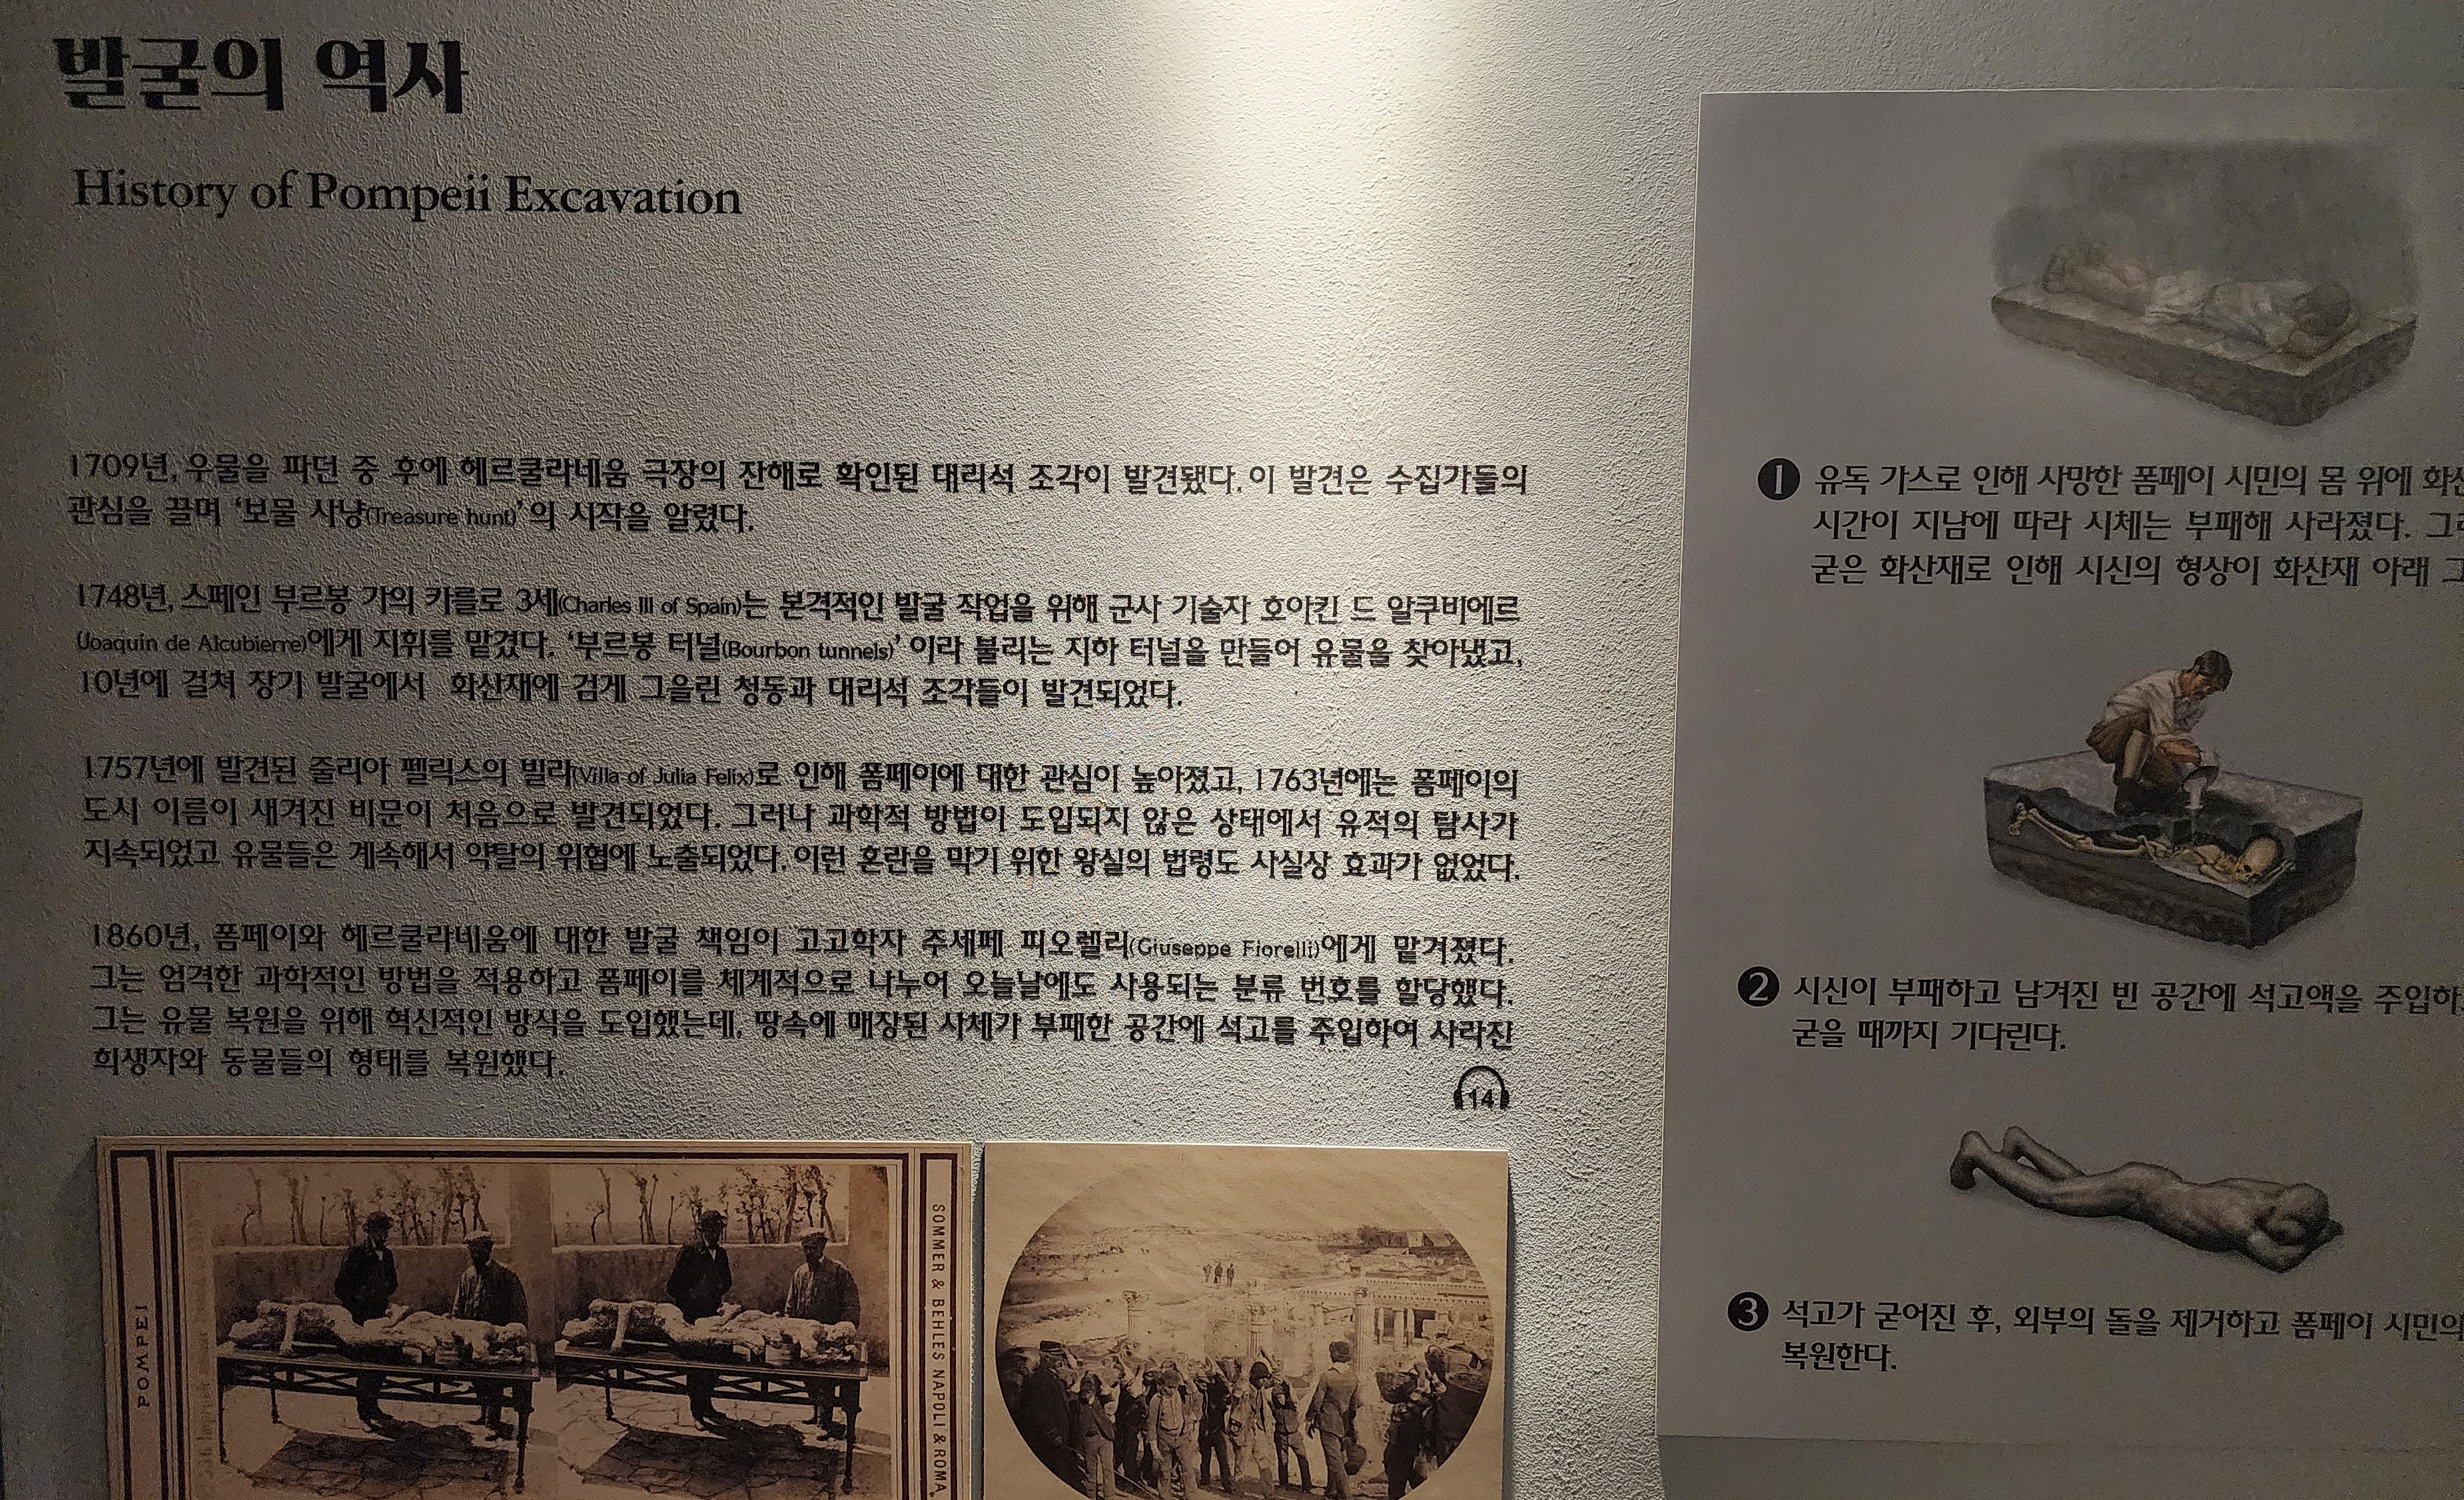 발굴의 역사
History of Pompeii Excavation
1709년, 우물을 파던 중 후에 헤르쿨라네움 극장의 잔해로 확인된 대리석 조각이 발견됐다. 이 발견은 수집가들의
관심을 끌며 ‘보물 사냥(Treasure hunt)’의 시작을 알렸다.
1748년, 스페인 부르봉 가의 카를로 3세(Charles III of Spain)는 본격적인 발굴 작업을 위해 군사 기술자 호아킨 드 알쿠비에르
(Joaquin de Alcubierre)에게 지휘를 맡겼다. ‘부르봉 터널(Bourbon tunnels)’ 이라 불리는 지하 터널을 만들어 유물을 찾아냈고,
10년에 걸쳐 장기 발굴에서 화산재에 검게 그을린 청동과 대리석 조각들이 발견되었다.
1757년에 발견된 줄리아 펠릭스의 빌라(Villa of Julia Felix)로 인해 폼페이에 대한 관심이 높아졌고, 1763년에는 폼페이의
도시 이름이 새겨진 비문이 처음으로 발견되었다. 그러나 과학적 방법이 도입되지 않은 상태에서 유적의 탐사가
지속되었고 유물들은 계속해서 약탈의 위협에 노출되었다. 이런 혼란을 막기 위한 왕실의 법령도 사실상 효과가 없었다.
1860년, 폼페이와 헤르쿨라네움에 대한 발굴 책임이 고고학자 주세페 피오렐리(Giuseppe Fiorelli)에게 맡겨졌다.
그는 엄격한 과학적인 방법을 적용하고 폼페이를 체계적으로 나누어 오늘날에도 사용되는 분류 번호를 할당했다.
그는 유물 복원을 위해 혁신적인 방식을 도입했는데, 땅속에 매장된 사체가 부패한 공간에 석고를 주입하여 사라진
희생자와 동물들의 형태를 복원했다.
14
POMPEI
SOMMER & BEHLES NAPOLI & ROMA
1 유독 가스로 인해 사망한 폼페이 시민의 몸 위에
시간이 지남에 따라 시체는 부패해 사라졌다.
굳은 화산재로 인해 시신의 형상이 화산재 아래
2 시신이 부패하고 남겨진 빈 공간에 석고액을
굳을 때까지 기다린다.
3 석고가 굳어진 후, 외부의 돌을 제거하고 폼페이 시민의
복원한다.